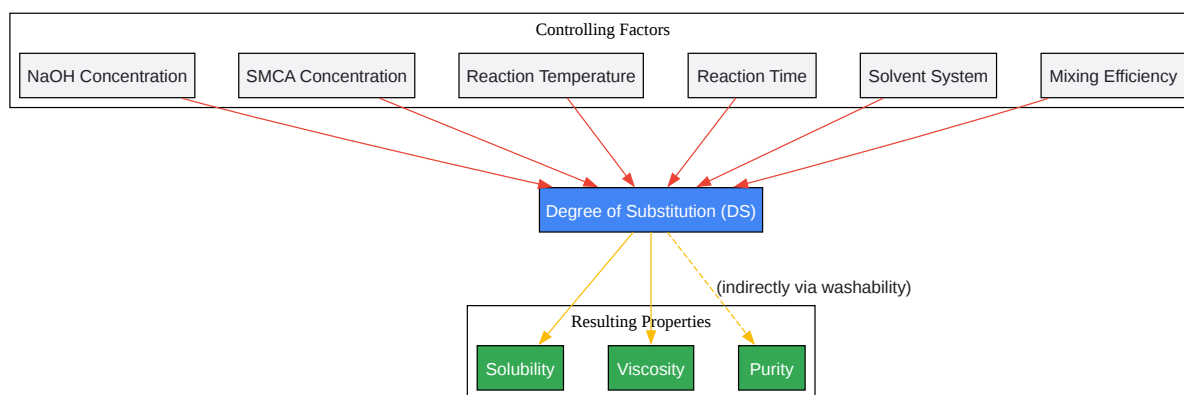 Controlling Factors
NaOH Concentration
SMCA Concentration
Reaction Temperature
Reaction Time
Solvent System
Mixing Efficiency
Degree of Substitution (DS)
(indirectly via washability)
Resulting Properties
Solubility
Viscosity
Purity